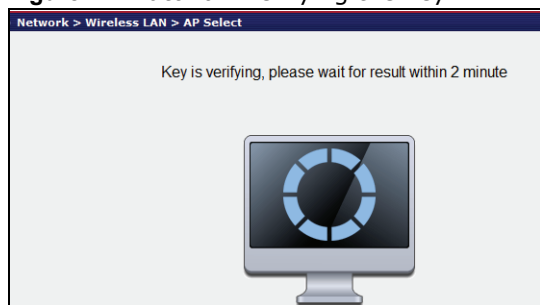 Network > Wireless LAN > AP Select
Key is verifying, please wait for result within 2 minute